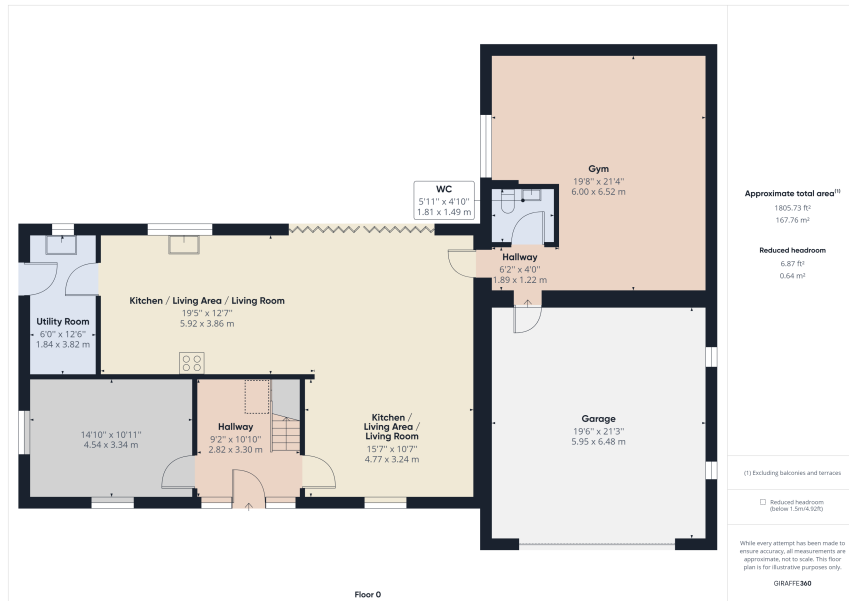 Gym
19'8" x 21'4"
6.00 x 6.52 m
WC
5'11" x 4'10"
1.81 x 1.49 m
Hallway
6'2" x 4'0"
1.89 x 1.22 m
Kitchen / Living Area / Living Room
19'5" x 12'7"
5.92 x 3.86 m
Utility Room
6'0" x 12'6"
1.84 x 3.82 m
14'10" x 10'11"
4.54 x 3.34 m
Hallway
9'2" x 10'10"
2.82 x 3.30 m
Kitchen /
Living Area /
Living Room
15'7" x 10'7"
4.77 x 3.24 m
Garage
19'6" x 21'3"
5.95 x 6.48 m
Floor 0
Approximate total area(1)
1805.73 ft²
167.76 m²
Reduced headroom
6.87 ft²
0.64 m²
(1) Excluding balconies and terraces
Reduced headroom
(below 1.5m/4.92ft)
While every attempt has been made to
ensure accuracy, all measurements are
approximate, not to scale. This floor
plan is for illustrative purposes only.
GIRAFFE360